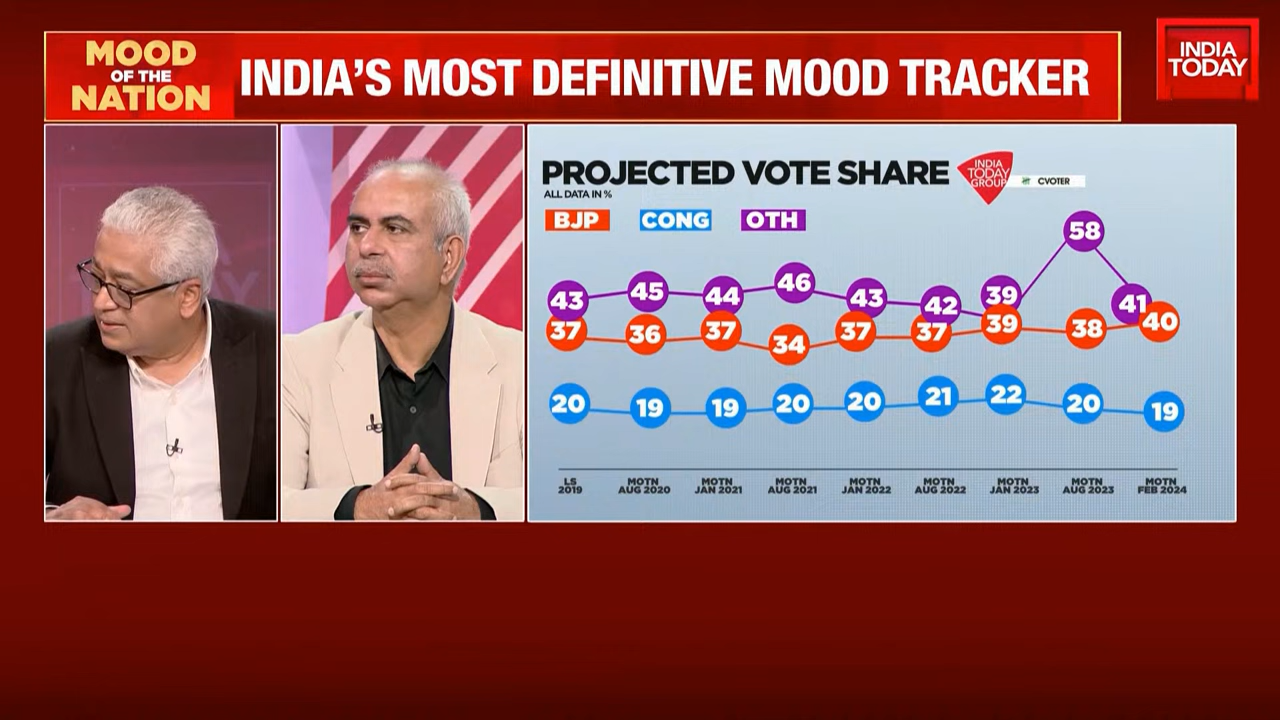 MOOD
OF THE
NATION
INDIA'S MOST DEFINITIVE MOOD TRACKER
INDIA
TODAY
PROJECTED VOTE SHARE
ALL DATA IN %
INDIA
TODAY
GROUP
CVOTER
BJP CONG OTH
43 45 44 46 43 42 39 58 41
37 36 37 34 37 37 39 38 40
20 19 19 20 20 21 22 20 19
LS
2019
MOTN
AUG 2020
MOTN
JAN 2021
MOTN
AUG 2021
MOTN
JAN 2022
MOTN
AUG 2022
MOTN
JAN 2023
MOTN
AUG 2023
MOTN
FEB 2024